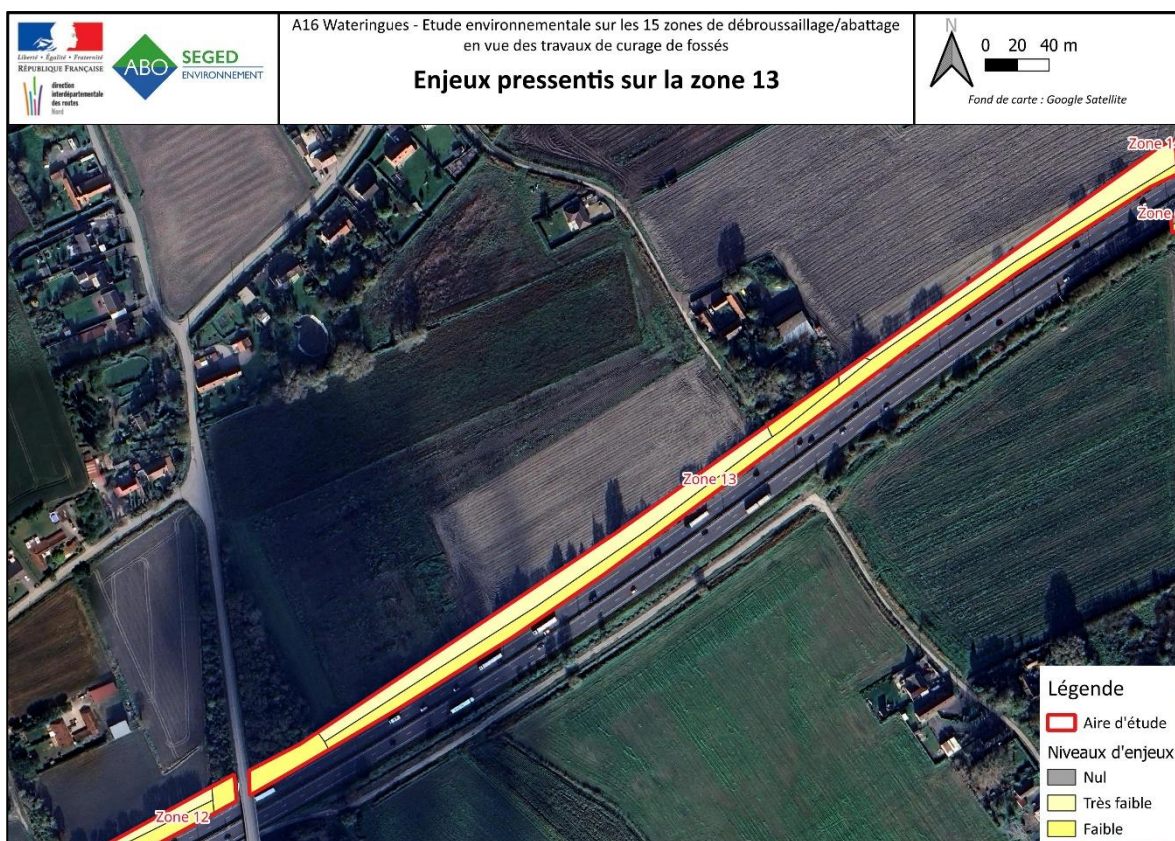 Liberté • Égalité • Fraternité
RÉPUBLIQUE FRANÇAISE
direction
interdépartementale
des routes
Nord
ABO
SEGED
ENVIRONNEMENT
A16 Wateringues - Etude environnementale sur les 15 zones de débroussaillage/abattage
en vue des travaux de curage de fossés
Enjeux pressentis sur la zone 13
N
0 20 40 m
Fond de carte : Google Satellite
Zone 1
Zone
Zone 13
Zone 12
Légende
Aire d'étude
Niveaux d'enjeux
Nul
Très faible
Faible